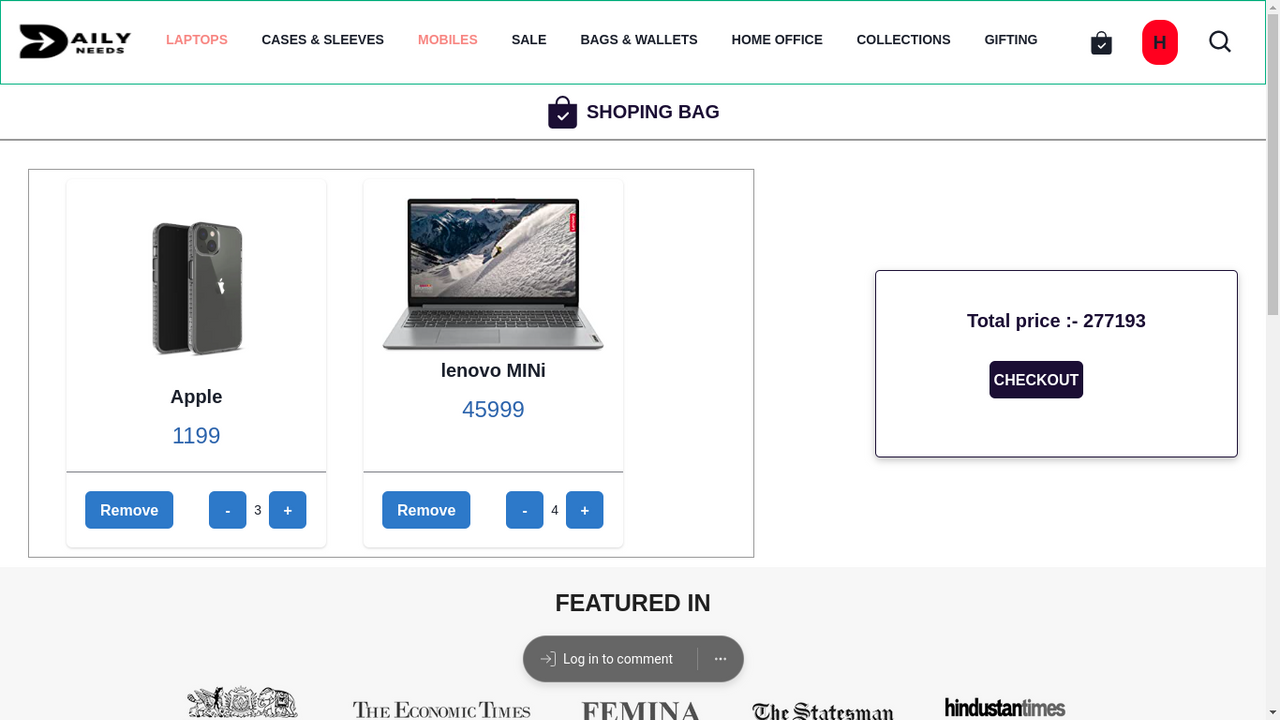 DAILY NEEDS
LAPTOPS CASES & SLEEVES MOBILES SALE BAGS & WALLETS HOME OFFICE COLLECTIONS GIFTING H
SHOPING BAG
Apple
1199
Remove - 3 +
lenovo MINi
45999
Remove - 4 +
Total price :- 277193
CHECKOUT
FEATURED IN
Log in to comment
THE ECONOMIC TIMES FEMINA The Statesman hindustantimes